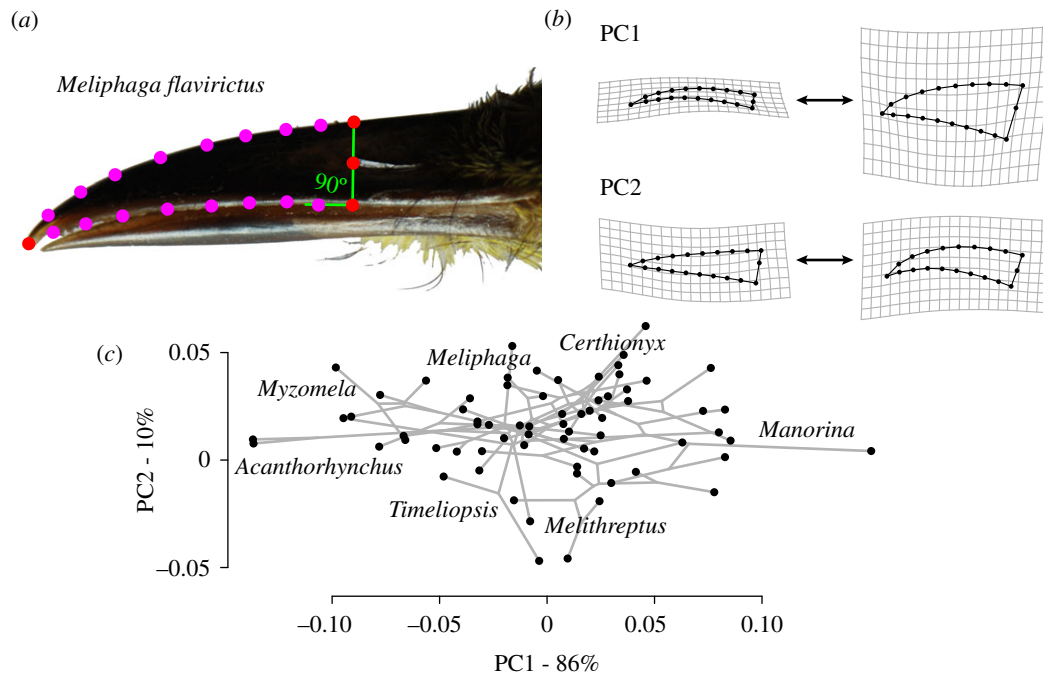 (a)
Meliphaga flavirictus
90º
(b)
PC1
PC2
(c)
0.05
0
–0.05
PC2 - 10%
Myzomela
Meliphaga
Certhionyx
Manorina
Acanthorhynchus
Timeliopsis
Melithreptus
–0.10
–0.05
0
0.05
0.10
PC1 - 86%